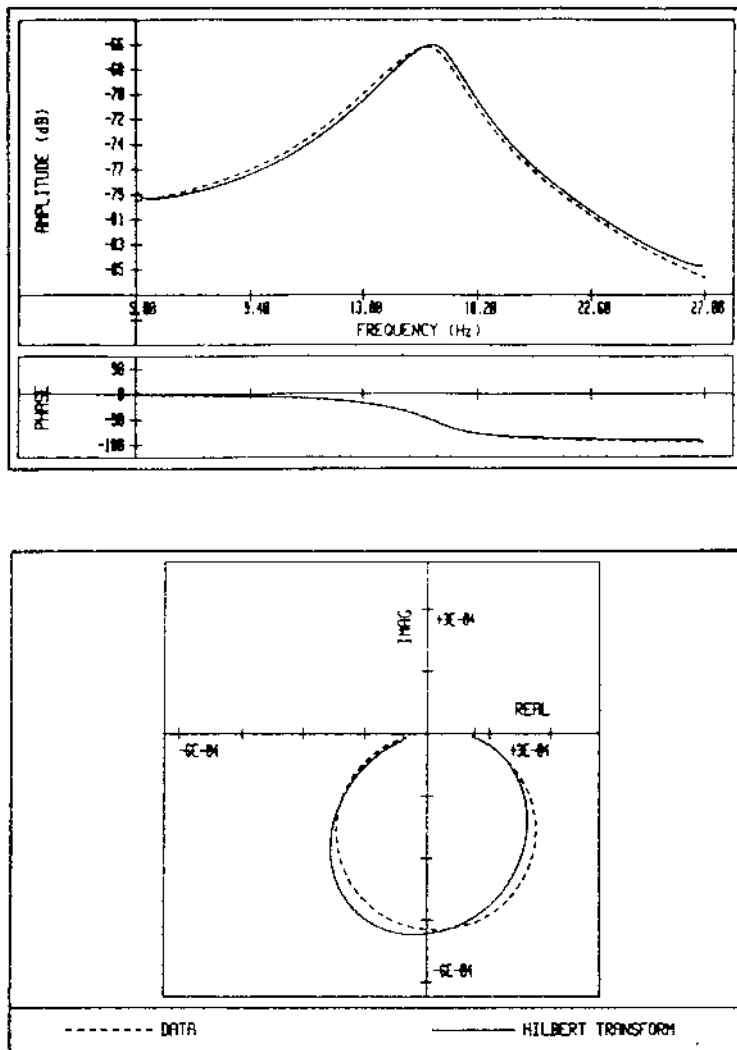 AMPLITUDE (dB)
-66
-68
-70
-72
-74
-77
-79
-81
-83
-85
5.00 9.40 13.80 18.20 22.60 27.00
FREQUENCY (Hz)
PHASE
90
0
-90
-180
IMAG
+3E-04
REAL
-6E-04 +3E-04
-6E-04
DATA HILBERT TRANSFORM